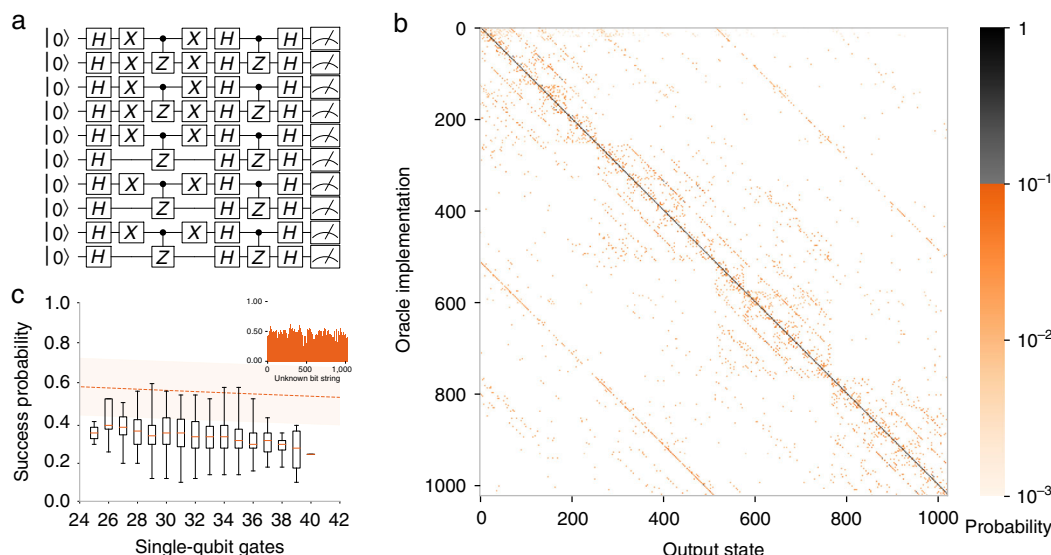 a
|0⟩ H X X H H
|0⟩ H X Z X H Z H
|0⟩ H X X H H
|0⟩ H X Z X H Z H
|0⟩ H X X H H
|0⟩ H Z H Z H
|0⟩ H X X H H
|0⟩ H Z H Z H
|0⟩ H X X H H
|0⟩ H Z H Z H
b
0
200
400
600
800
1000
Oracle implementation
0 200 400 600 800 1000
Output state
1
10⁻¹
10⁻²
10⁻³
Probability
c
1.0
0.8
0.6
0.4
0.2
0.0
Success probability
24 26 28 30 32 34 36 38 40 42
Single-qubit gates
1.00
0.50
0.00
0 500 1,000
Unknown bit string